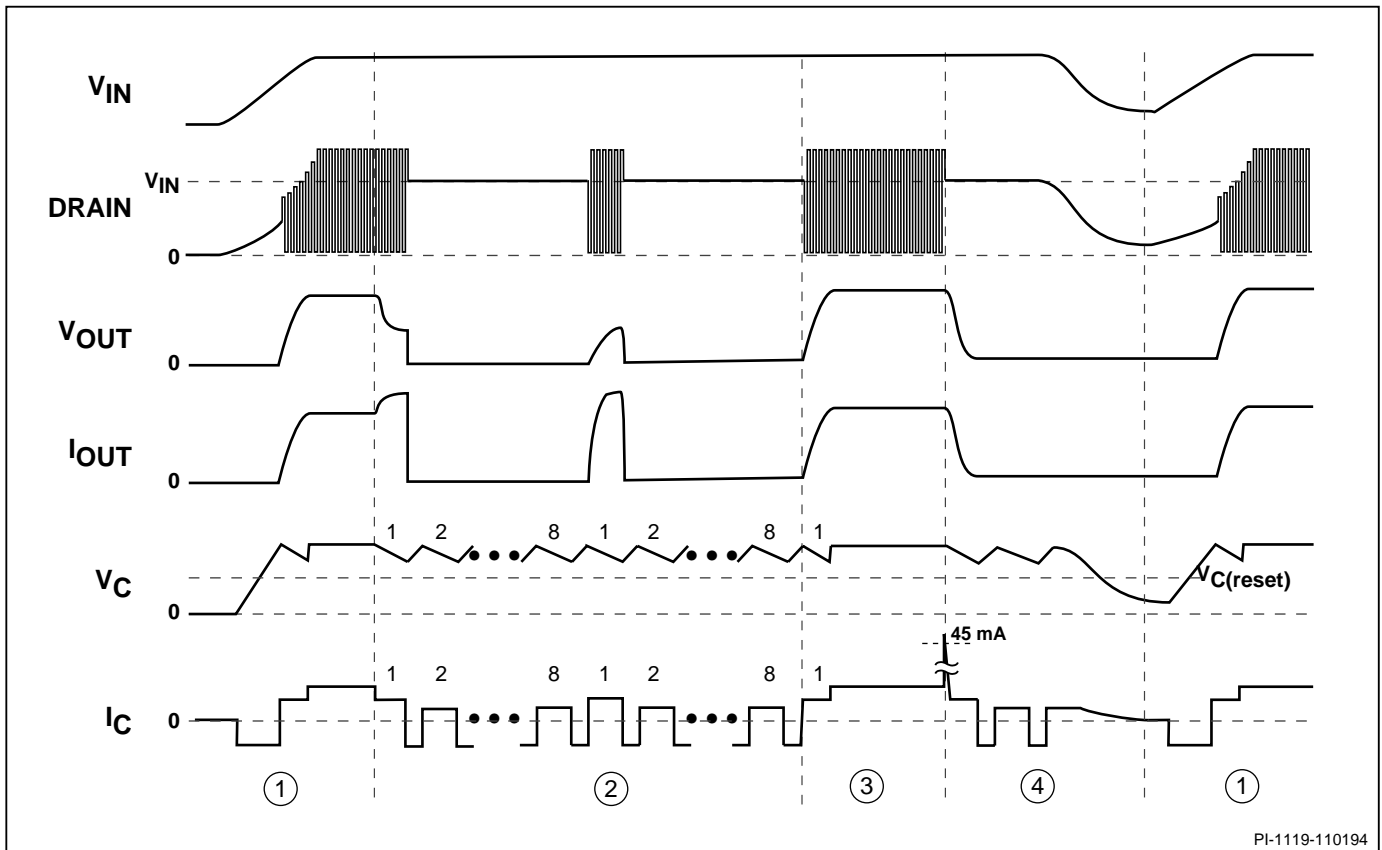 VIN
VIN
DRAIN
0
VOUT
0
IOUT
0
1 2 8 1 2 8 1
VC
VC(reset)
0
45 mA
1 2 8 1 2 8 1
IC
0
1 2 3 4 1
PI-1119-110194